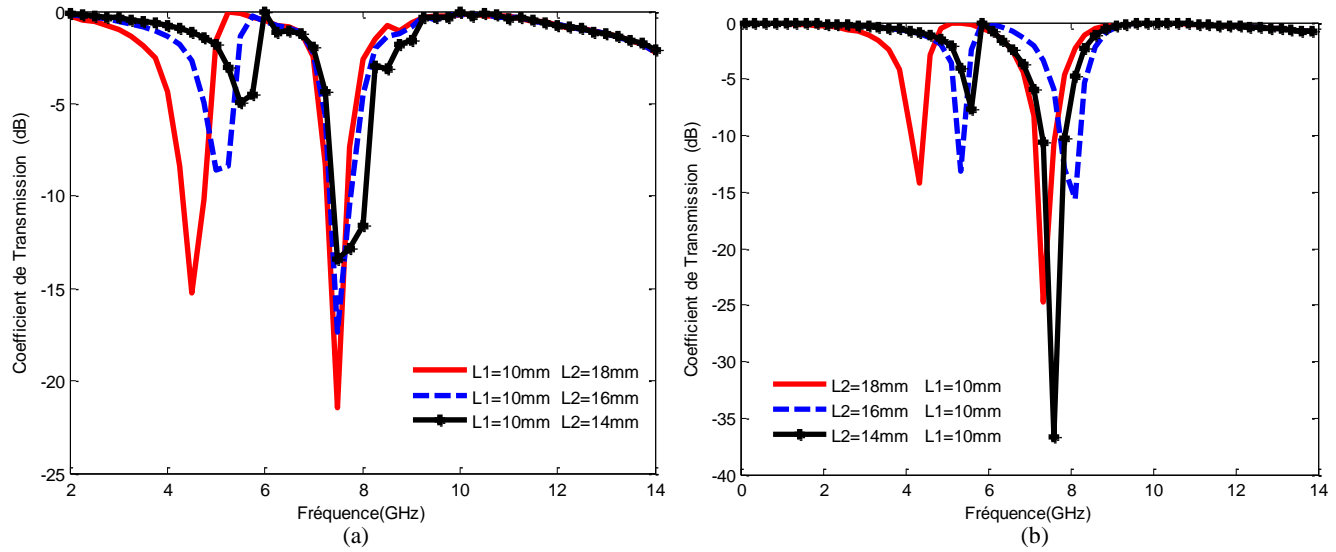 0
-5
-10
-15
-20
-25
Coefficient de Transmission (dB)
2 4 6 8 10 12 14
Fréquence(GHz)
L1=10mm L2=18mm
L1=10mm L2=16mm
L1=10mm L2=14mm
(a)
0
-5
-10
-15
-20
-25
-30
-35
-40
Coefficient de Transmission (dB)
0 2 4 6 8 10 12 14
Fréquence(GHz)
L2=18mm L1=10mm
L2=16mm L1=10mm
L2=14mm L1=10mm
(b)